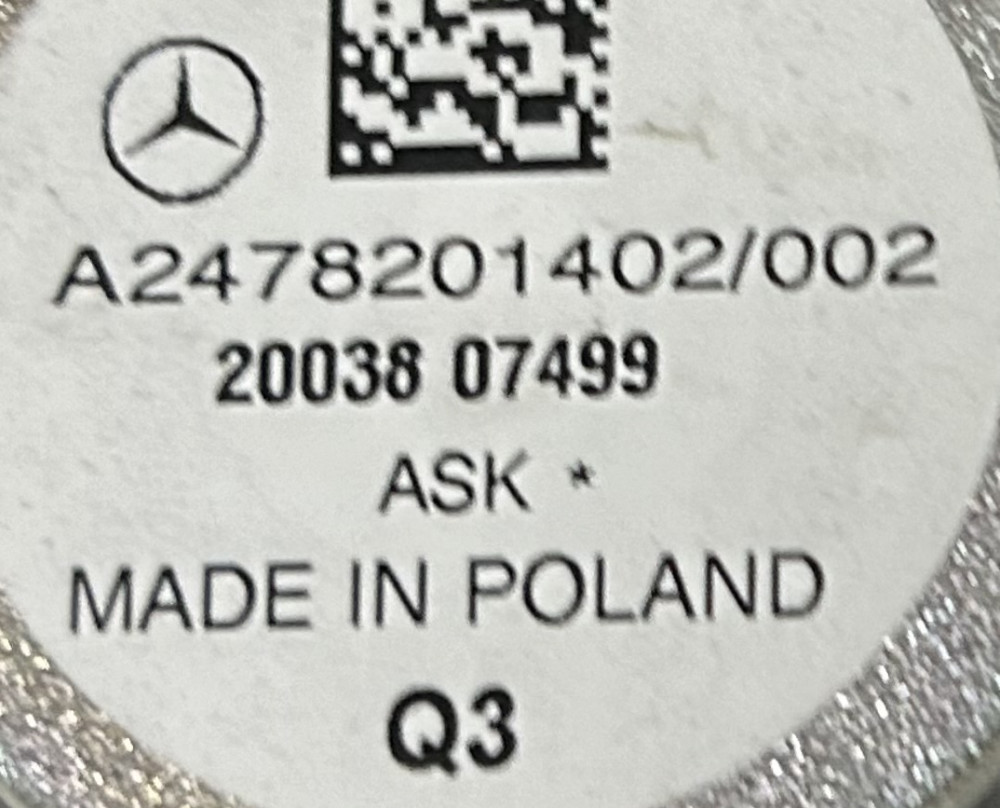 A2478201402/002
20038 07499
ASK *
MADE IN POLAND
Q3